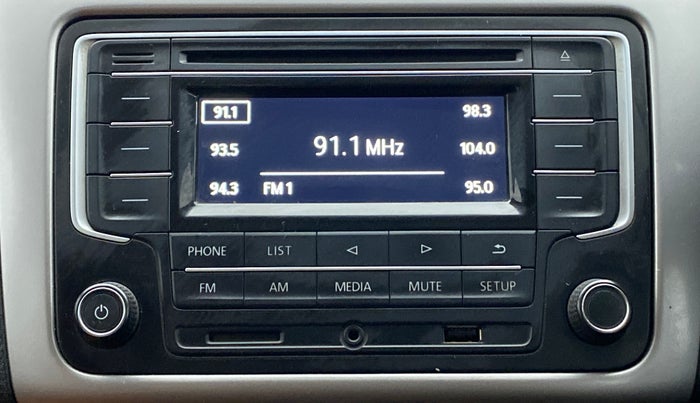 91.1 98.3
93.5 91.1 MHz 104.0
94.3 FM1 95.0
PHONE LIST
FM AM MEDIA MUTE SETUP